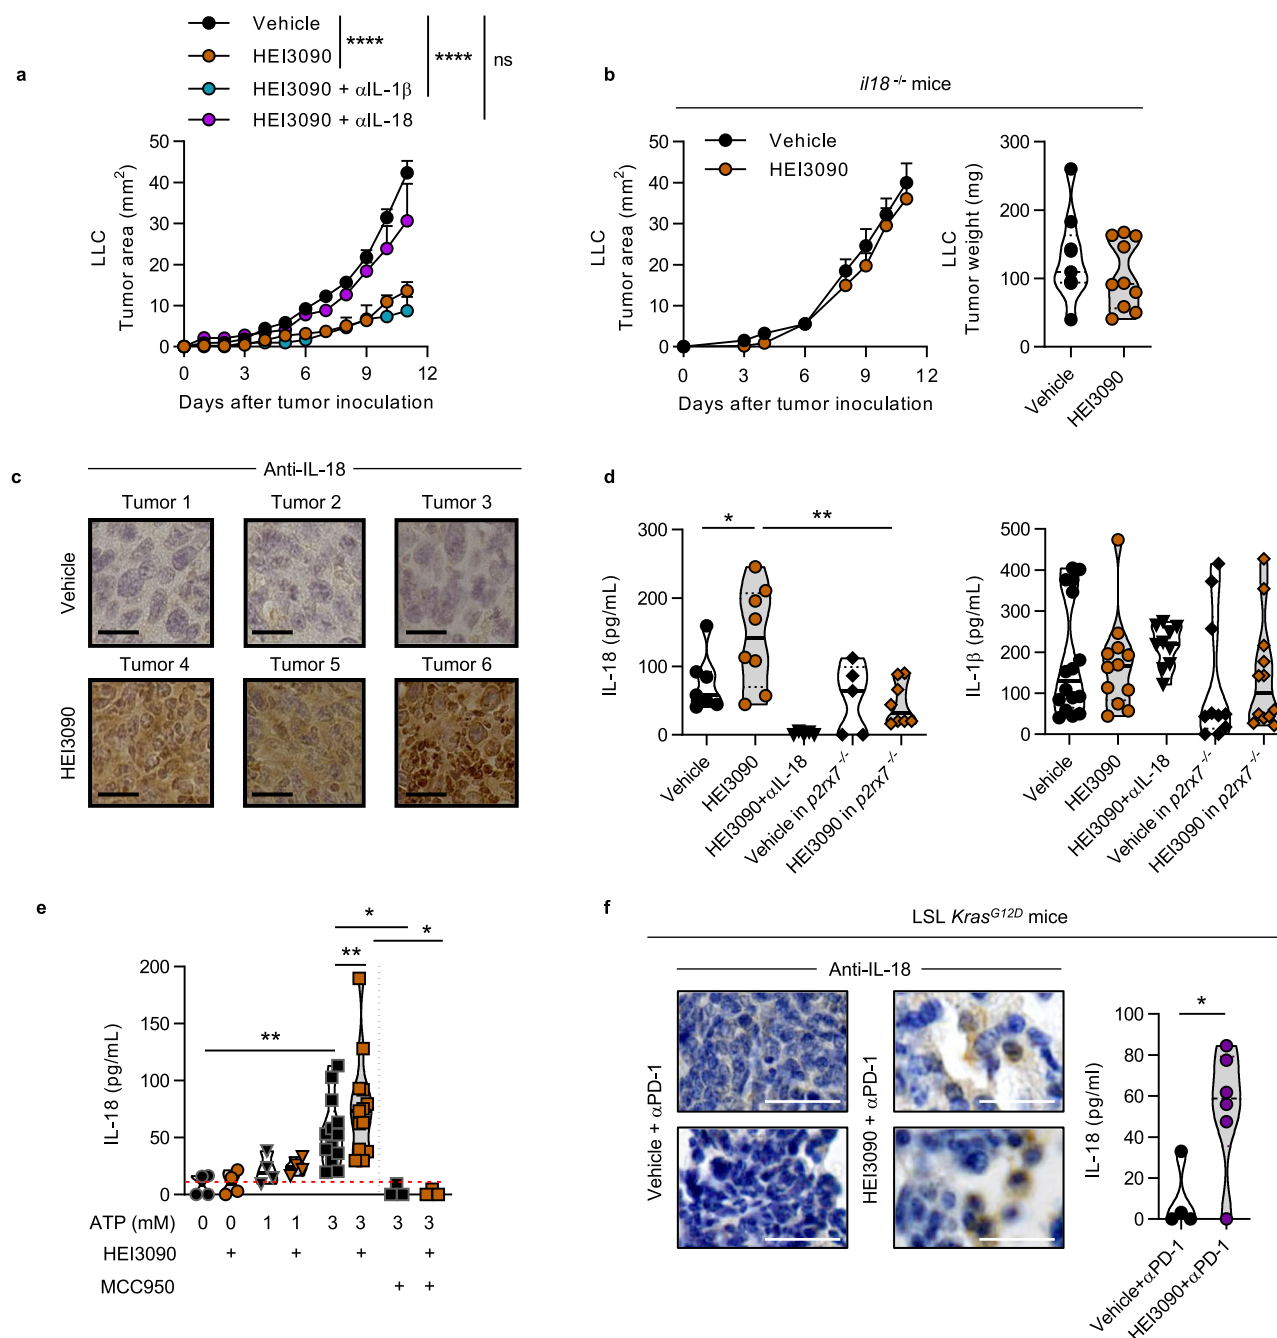 a
Vehicle
HEI3090
HEI3090 + αIL-1β
HEI3090 + αIL-18
****
****
ns
LLC
Tumor area (mm²)
50
40
30
20
10
0
0 3 6 9 12
Days after tumor inoculation
b
il18 -/- mice
Vehicle
HEI3090
LLC
Tumor area (mm²)
50
40
30
20
10
0
0 3 6 9 12
Days after tumor inoculation
LLC
Tumor weight (mg)
300
200
100
0
Vehicle
HEI3090
c
Anti-IL-18
Tumor 1 Tumor 2 Tumor 3
Vehicle
Tumor 4 Tumor 5 Tumor 6
HEI3090
d
IL-18 (pg/mL)
300
200
100
0
*
**
Vehicle
HEI3090
HEI3090+αIL-18
Vehicle in p2rx7 -/-
HEI3090 in p2rx7 -/-
IL-1β (pg/mL)
500
400
300
200
100
0
Vehicle
HEI3090
HEI3090+αIL-18
Vehicle in p2rx7 -/-
HEI3090 in p2rx7 -/-
e
IL-18 (pg/mL)
200
150
100
50
0
**
*
**
*
ATP (mM) 0 0 1 1 3 3 3 3
HEI3090 + + + +
MCC950 + +
f
LSL KrasG12D mice
Anti-IL-18
Vehicle + αPD-1
HEI3090 + αPD-1
IL-18 (pg/ml)
100
80
60
40
20
0
*
Vehicle+αPD-1
HEI3090+αPD-1